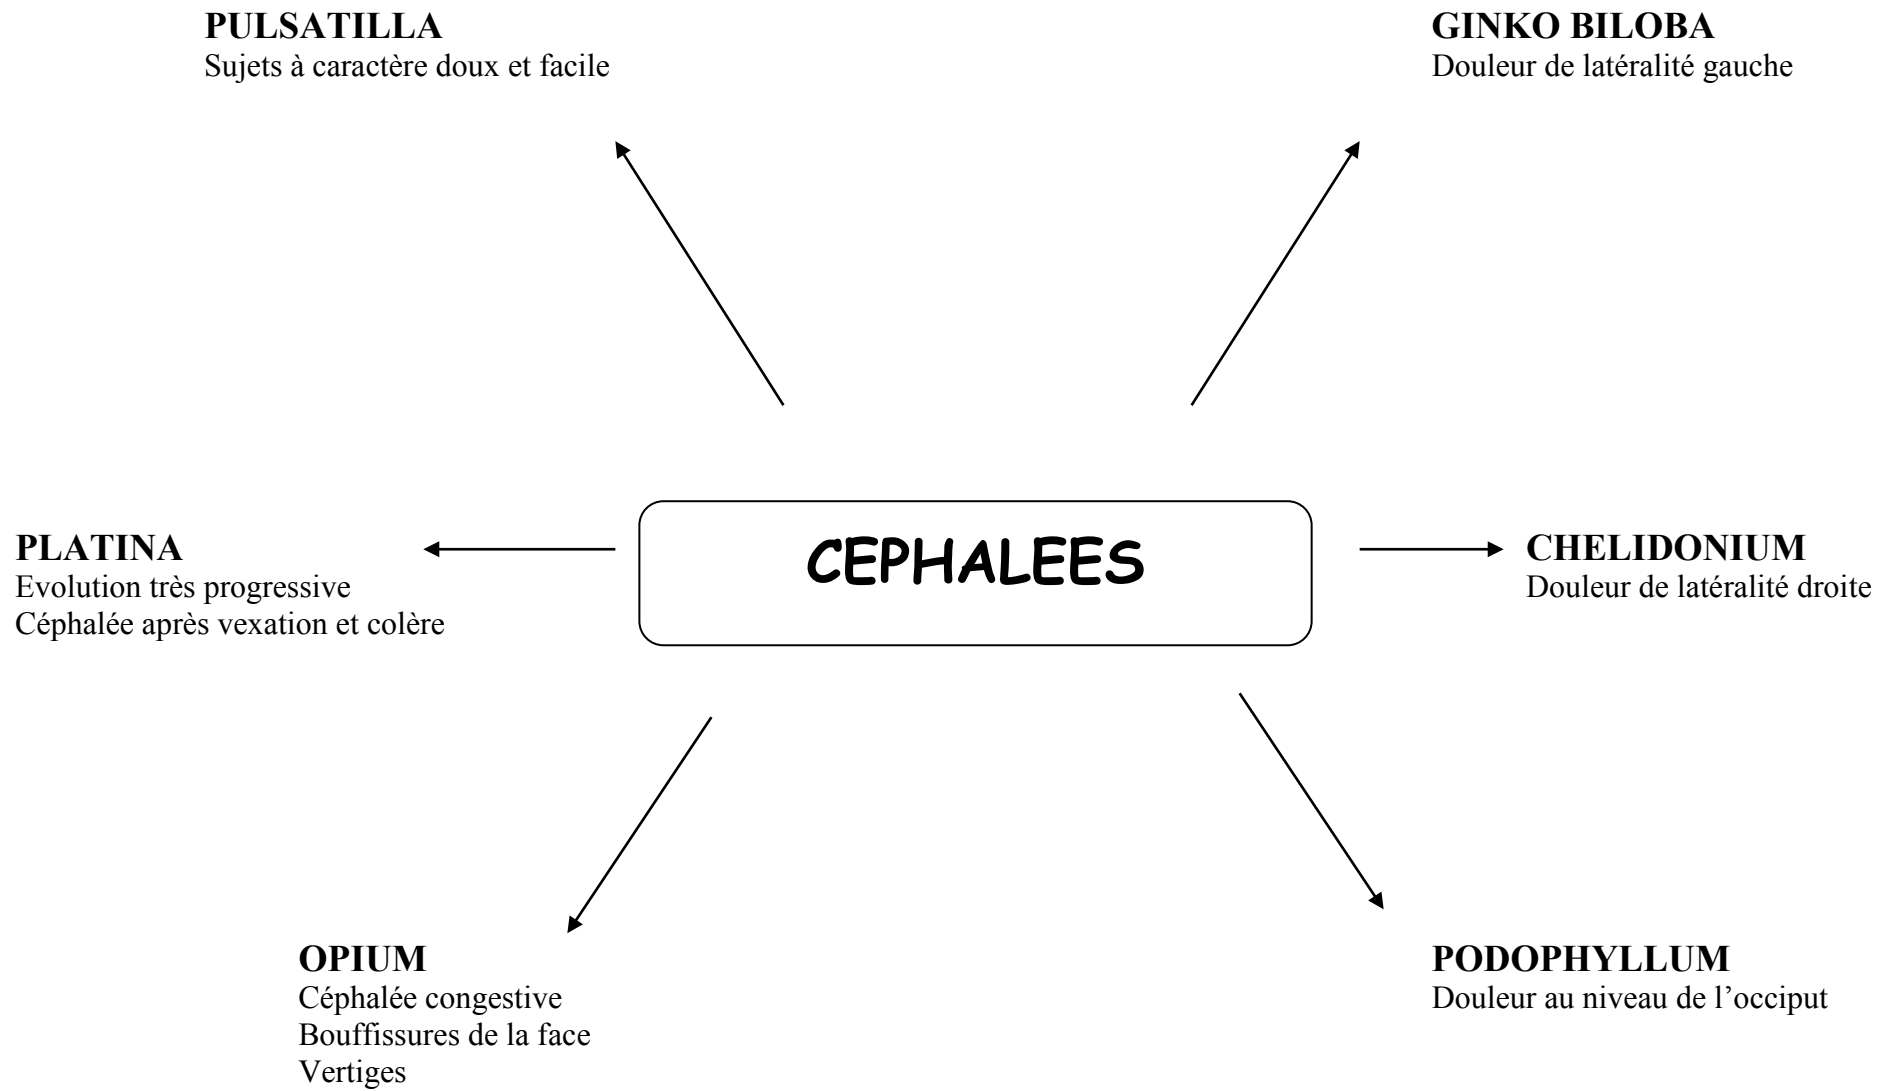 PULSATILLA
Sujets à caractère doux et facile
GINKO BILOBA
Douleur de latéralité gauche
PLATINA
Evolution très progressive
Céphalée après vexation et colère
CEPHALEES
CHELIDONIUM
Douleur de latéralité droite
OPIUM
Céphalée congestive
Bouffissures de la face
Vertiges
PODOPHYLLUM
Douleur au niveau de l’occiput